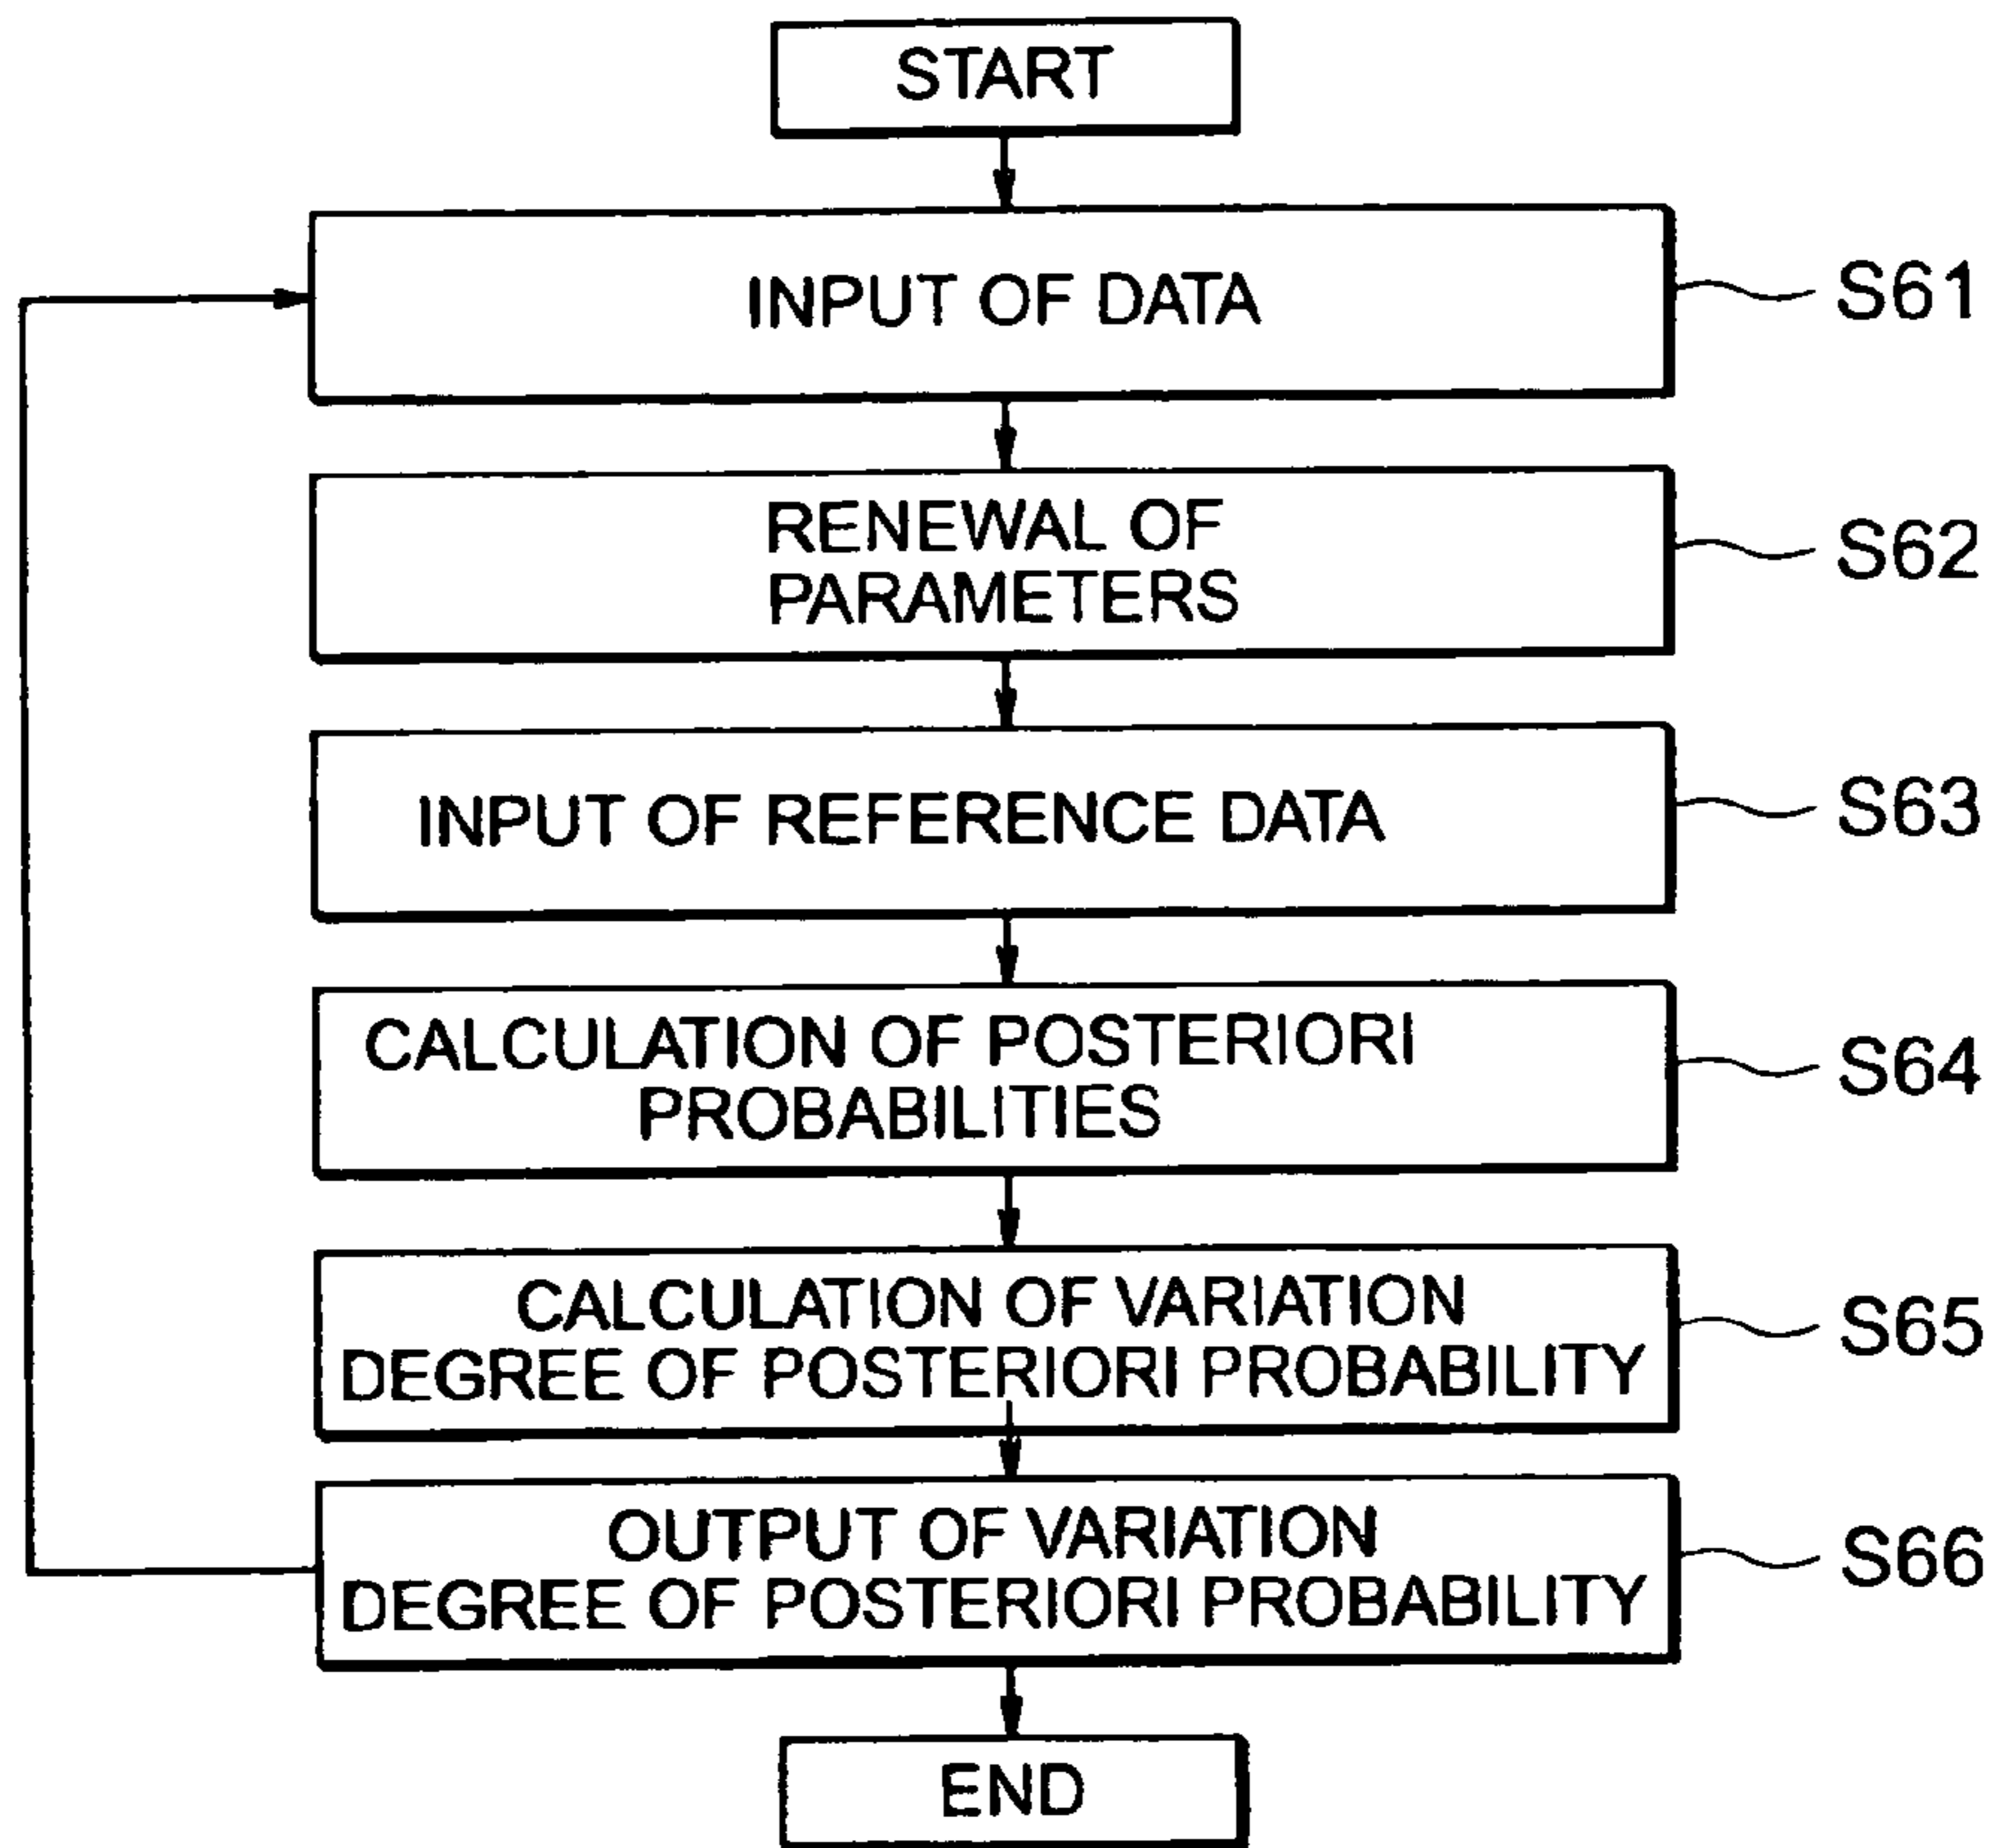 START
INPUT OF DATA
S61
RENEWAL OF
PARAMETERS
S62
INPUT OF REFERENCE DATA
S63
CALCULATION OF POSTERIORI
PROBABILITIES
S64
CALCULATION OF VARIATION
DEGREE OF POSTERIORI PROBABILITY
S65
OUTPUT OF VARIATION
DEGREE OF POSTERIORI PROBABILITY
S66
END